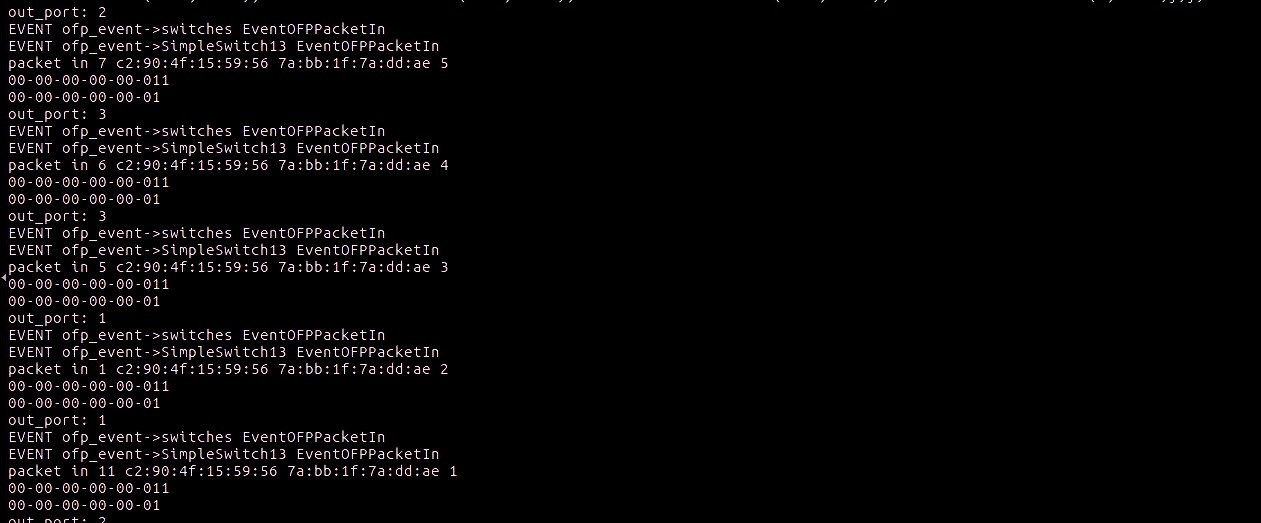 out_port: 2
EVENT ofp_event->switches EventOFPPacketIn
EVENT ofp_event->SimpleSwitch13 EventOFPPacketIn
packet in 7 c2:90:4f:15:59:56 7a:bb:1f:7a:dd:ae 5
00-00-00-00-00-011
00-00-00-00-00-01
out_port: 3
EVENT ofp_event->switches EventOFPPacketIn
EVENT ofp_event->SimpleSwitch13 EventOFPPacketIn
packet in 6 c2:90:4f:15:59:56 7a:bb:1f:7a:dd:ae 4
00-00-00-00-00-011
00-00-00-00-00-01
out_port: 3
EVENT ofp_event->switches EventOFPPacketIn
EVENT ofp_event->SimpleSwitch13 EventOFPPacketIn
packet in 5 c2:90:4f:15:59:56 7a:bb:1f:7a:dd:ae 3
00-00-00-00-00-011
00-00-00-00-00-01
out_port: 1
EVENT ofp_event->switches EventOFPPacketIn
EVENT ofp_event->SimpleSwitch13 EventOFPPacketIn
packet in 1 c2:90:4f:15:59:56 7a:bb:1f:7a:dd:ae 2
00-00-00-00-00-011
00-00-00-00-00-01
out_port: 1
EVENT ofp_event->switches EventOFPPacketIn
EVENT ofp_event->SimpleSwitch13 EventOFPPacketIn
packet in 11 c2:90:4f:15:59:56 7a:bb:1f:7a:dd:ae 1
00-00-00-00-00-011
00-00-00-00-00-01
out_port: 2